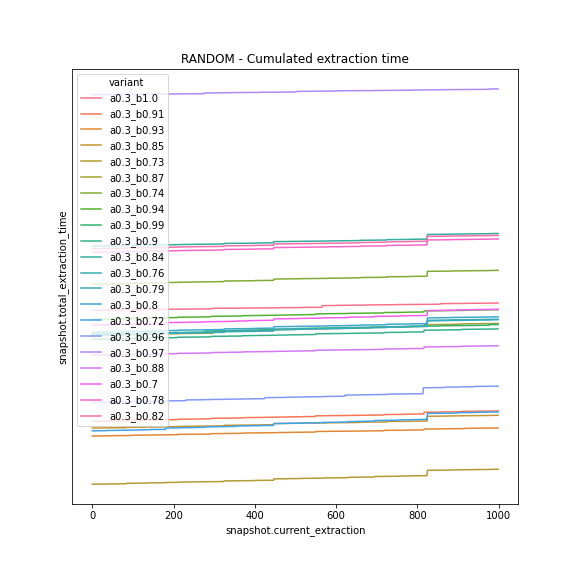 RANDOM - Cumulated extraction time
variant
a0.3_b1.0
a0.3_b0.91
a0.3_b0.93
a0.3_b0.85
a0.3_b0.73
a0.3_b0.87
a0.3_b0.74
a0.3_b0.94
a0.3_b0.99
a0.3_b0.9
a0.3_b0.84
a0.3_b0.76
a0.3_b0.79
a0.3_b0.8
a0.3_b0.72
a0.3_b0.96
a0.3_b0.97
a0.3_b0.88
a0.3_b0.7
a0.3_b0.78
a0.3_b0.82
snapshot.total_extraction_time
0 200 400 600 800 1000
snapshot.current_extraction